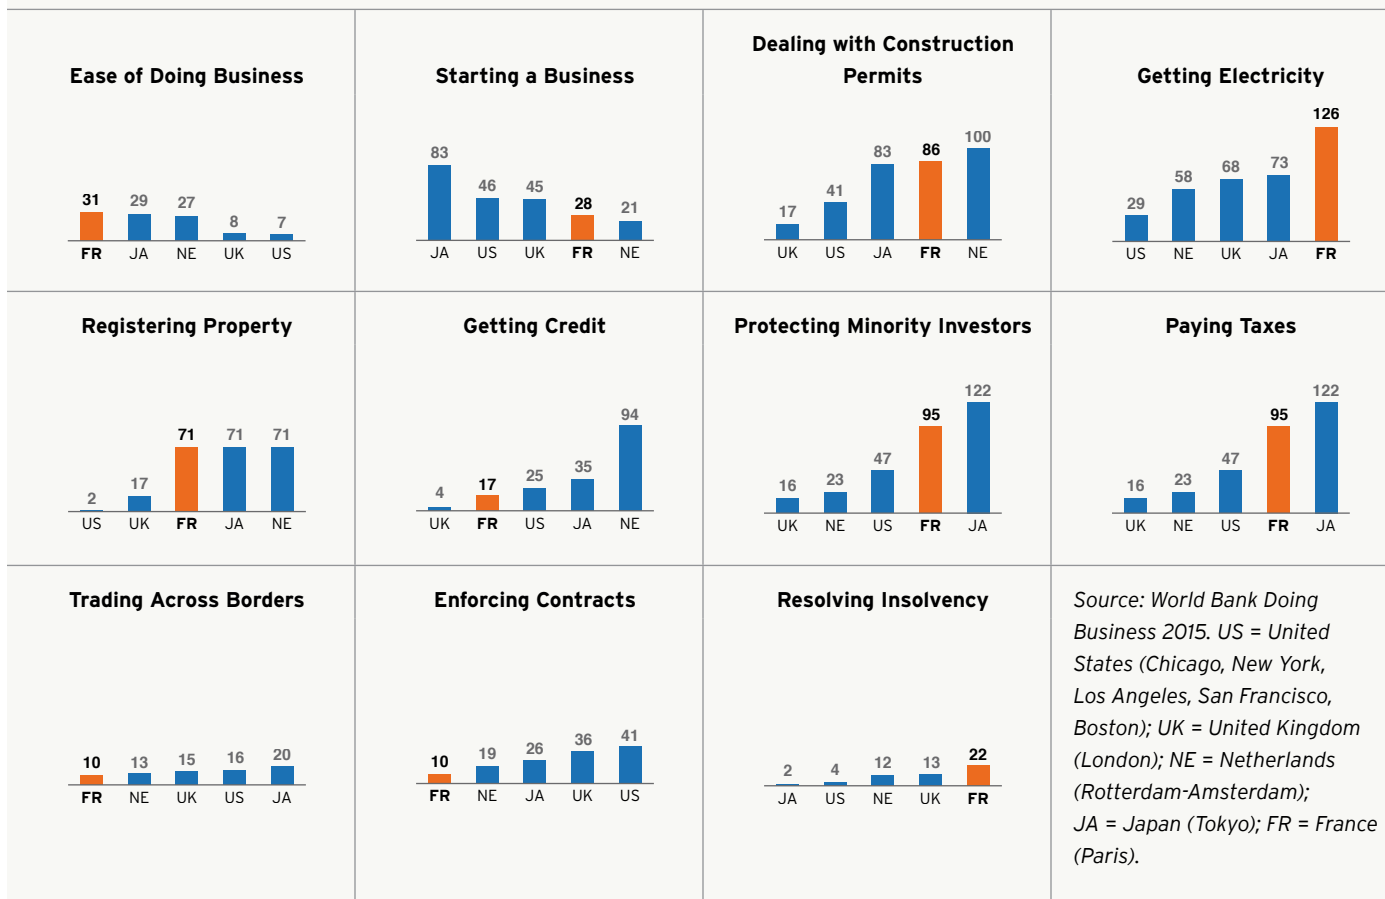 Ease of Doing Business
31 29 27 8 7
FR JA NE UK US
Starting a Business
83 46 45 28 21
JA US UK FR NE
Dealing with Construction
Permits
17 41 83 86 100
UK US JA FR NE
Getting Electricity
29 58 68 73 126
US NE UK JA FR
Registering Property
2 17 71 71 71
US UK FR JA NE
Getting Credit
4 17 25 35 94
UK FR US JA NE
Protecting Minority Investors
16 23 47 95 122
UK NE US FR JA
Paying Taxes
16 23 47 95 122
UK NE US FR JA
Trading Across Borders
10 13 15 16 20
FR NE UK US JA
Enforcing Contracts
10 19 26 36 41
FR NE JA UK US
Resolving Insolvency
2 4 12 13 22
JA US NE UK FR
Source: World Bank Doing
Business 2015. US = United
States (Chicago, New York,
Los Angeles, San Francisco,
Boston); UK = United Kingdom
(London); NE = Netherlands
(Rotterdam-Amsterdam);
JA = Japan (Tokyo); FR = France
(Paris).